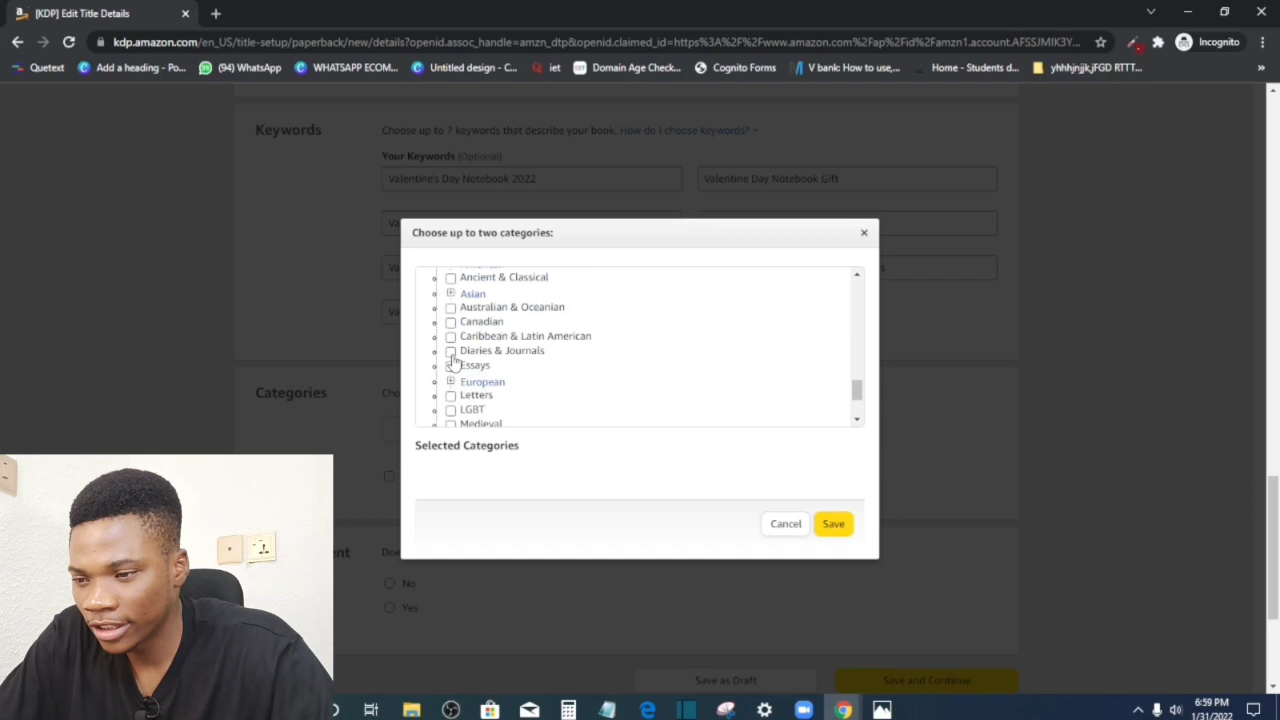 [KDP] Edit Title Details
kdp.amazon.com/en_US/title-setup/paperback/new/details?openid.assoc_handle=amzn_dtp&openid.claimed_id=https%3A%2F%2Fwww.amazon.com%2Fap%2Fid%2Famzn1.account.AFSSJMIK3Y...
Incognito
Quetext
Add a heading - Po...
(94) WhatsApp
WHATSAPP ECOM...
Untitled design - C...
iet
Domain Age Check...
Cognito Forms
V bank: How to use,...
Home - Students d...
yhhhjnjjk,jFGD RTTT...
Keywords
Choose up to 7 keywords that describe your book. How do I choose keywords?
Your Keywords (Optional)
Valentine's Day Notebook 2022
Valentine Day Notebook Gift
Choose up to two categories:
Ancient & Classical
Asian
Australian & Oceanian
Canadian
Caribbean & Latin American
Diaries & Journals
Essays
European
Letters
LGBT
Medieval
Categories
Selected Categories
Cancel
Save
No
Yes
Save as Draft
Save and Continue
6:59 PM
1/31/2022